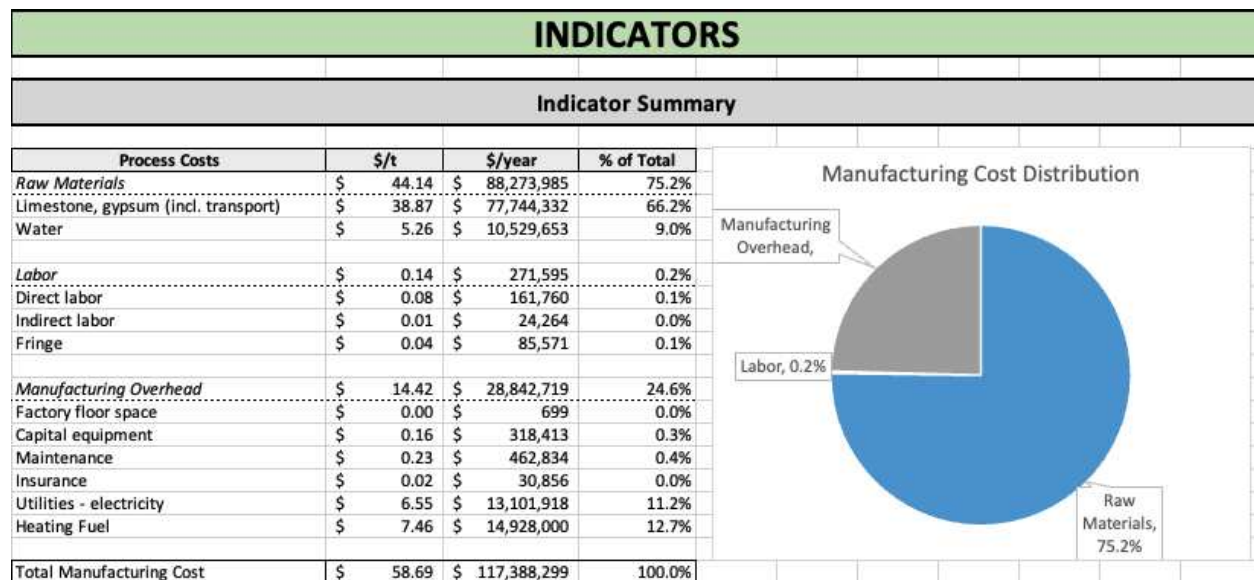 INDICATORS
Indicator Summary
Process Costs $/t $/year % of Total
Raw Materials $ 44.14 $ 88,273,985 75.2%
Limestone, gypsum (incl. transport) $ 38.87 $ 77,744,332 66.2%
Water $ 5.26 $ 10,529,653 9.0%
Labor $ 0.14 $ 271,595 0.2%
Direct labor $ 0.08 $ 161,760 0.1%
Indirect labor $ 0.01 $ 24,264 0.0%
Fringe $ 0.04 $ 85,571 0.1%
Manufacturing Overhead $ 14.42 $ 28,842,719 24.6%
Factory floor space $ 0.00 $ 699 0.0%
Capital equipment $ 0.16 $ 318,413 0.3%
Maintenance $ 0.23 $ 462,834 0.4%
Insurance $ 0.02 $ 30,856 0.0%
Utilities - electricity $ 6.55 $ 13,101,918 11.2%
Heating Fuel $ 7.46 $ 14,928,000 12.7%
Total Manufacturing Cost $ 58.69 $ 117,388,299 100.0%
Manufacturing Cost Distribution
Manufacturing
Overhead,
Labor, 0.2%
Raw
Materials,
75.2%